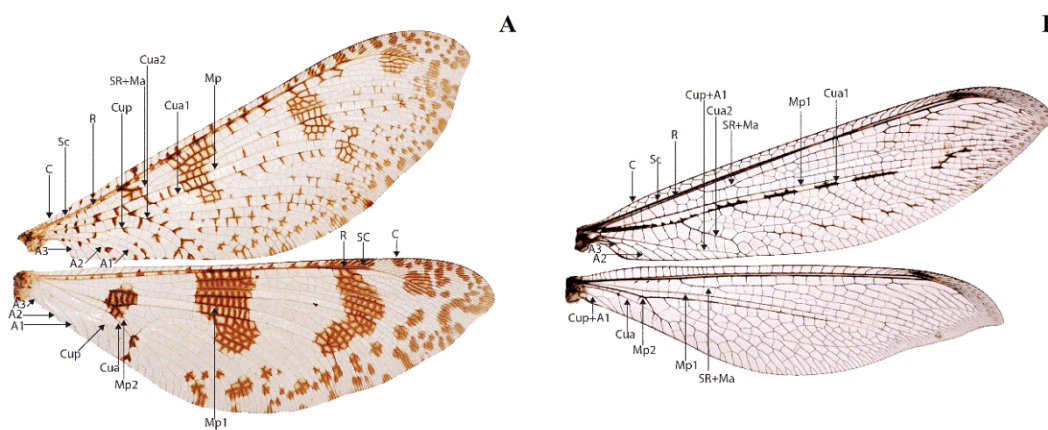 A
Cua2
SR+Ma
Mp
Cup
Cua1
R
Sc
C
A3
A2
A1
R
SC
C
A3
A2
A1
Cup
Cua
Mp2
Mp1
Cup+A1
Cua2
SR+Ma
Mp1
Cua1
R
Sc
C
A3
A2
Cup+A1
Cua
Mp2
Mp1
SR+Ma